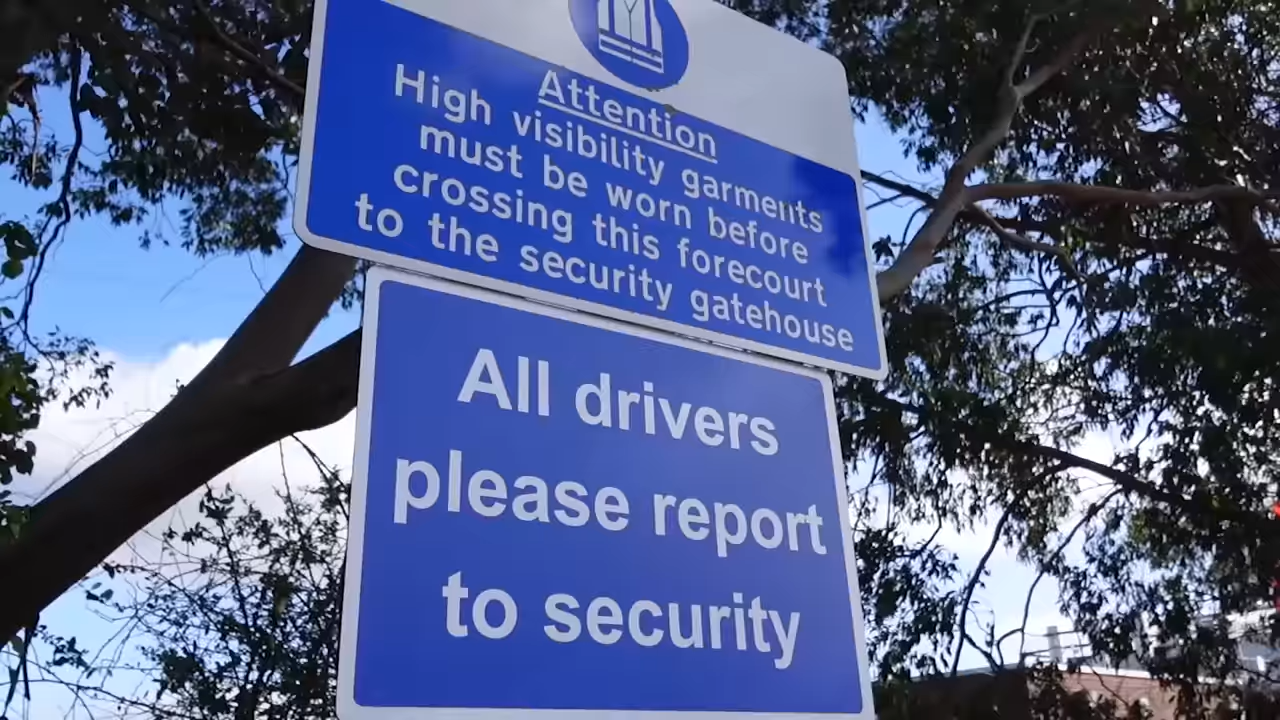 Attention
High visibility garments
must be worn before
crossing this forecourt
to the security gatehouse
All drivers
please report
to security